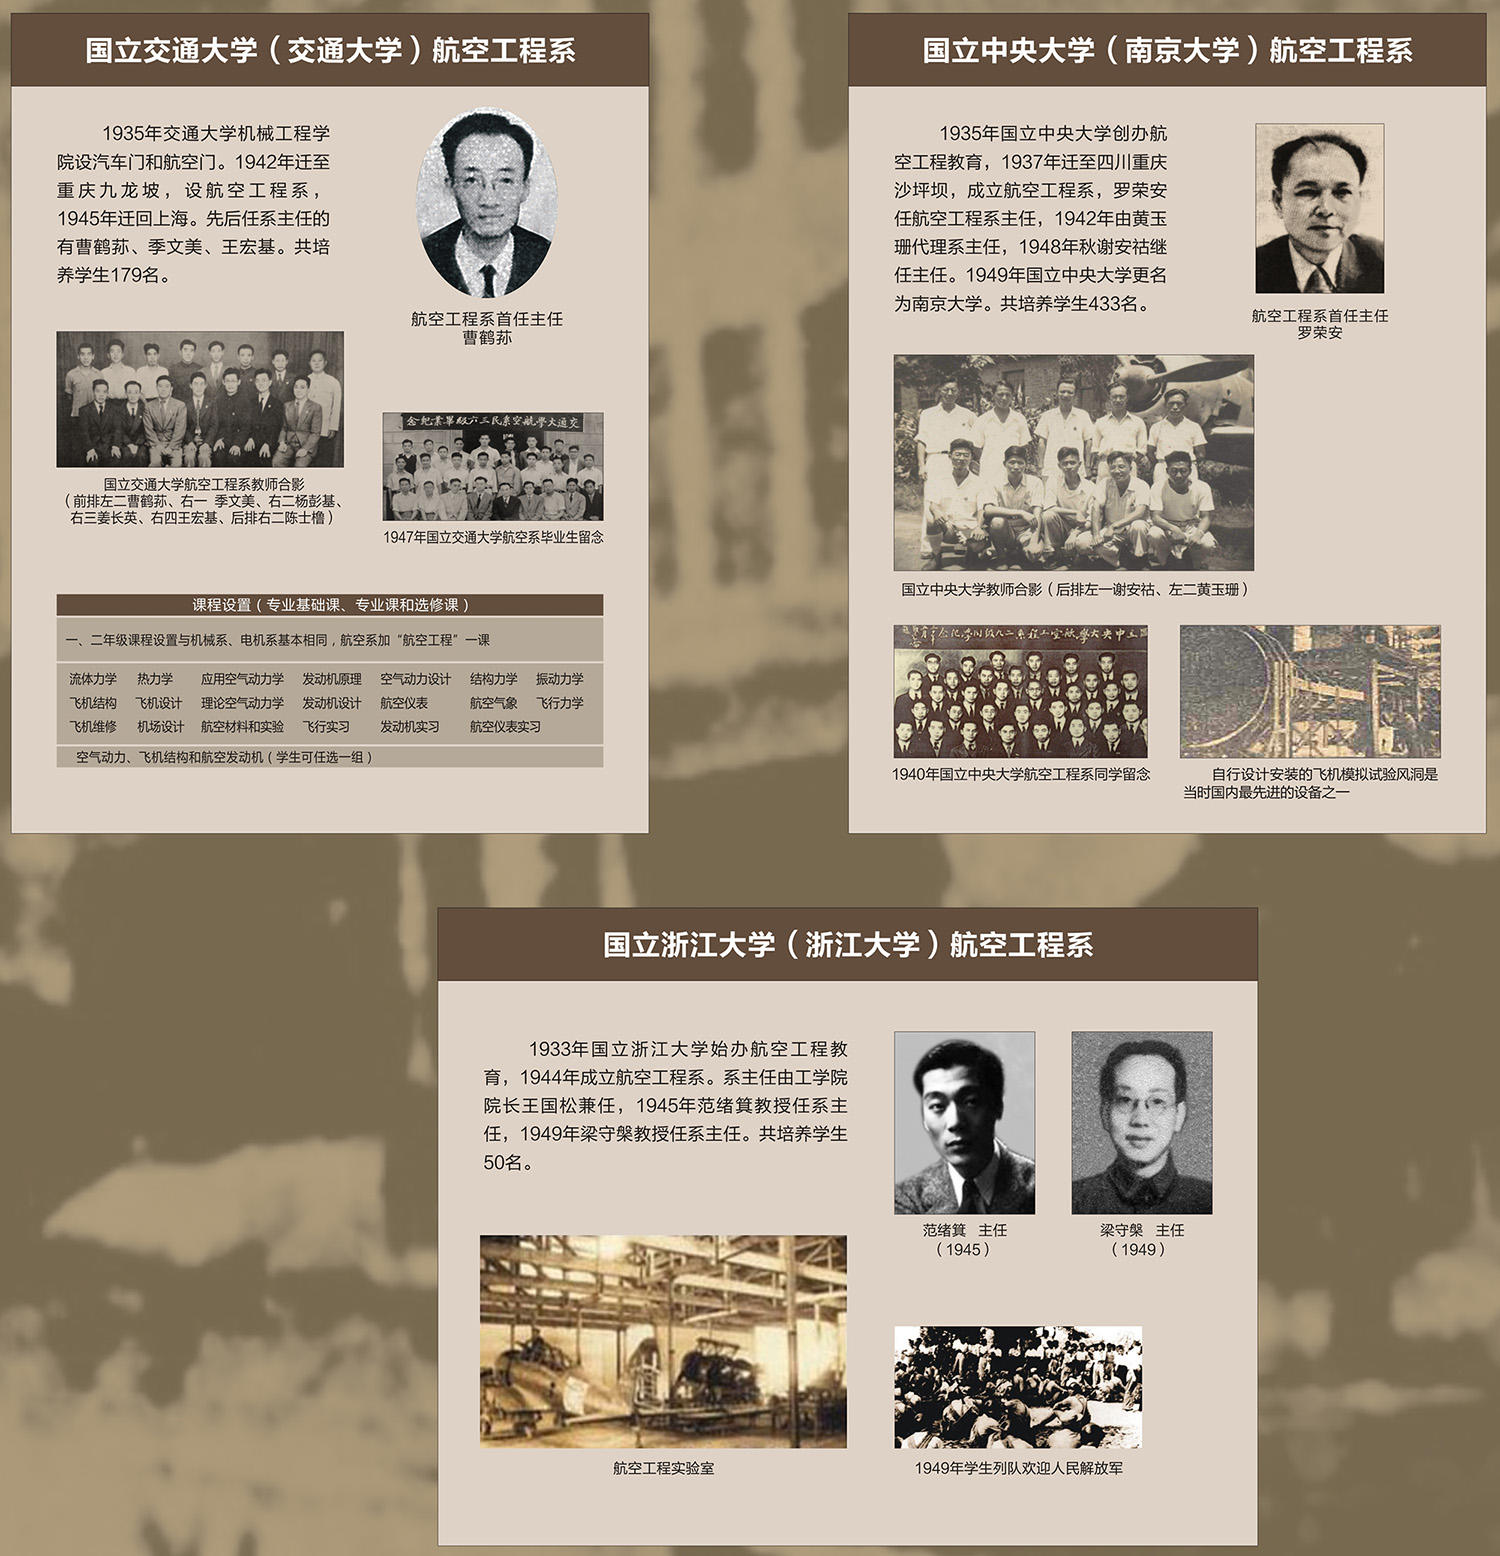 国立交通大学（交通大学）航空工程系
1935年交通大学机械工程学
院设汽车门和航空门。1942年迁至
重庆九龙坡，设航空工程系，
1945年迁回上海。先后任系主任的
有曹鹤荪、季文美、王宏基。共培
养学生179名。
航空工程系首任主任
曹鹤荪
国立交通大学航空工程系教师合影
（前排左二曹鹤荪、右一 季文美、右二杨彭基、
右三姜长英、右四王宏基、后排右二陈士橹）
交通大學航空系民三六級畢業紀念
1947年国立交通大学航空系毕业生留念
课程设置（专业基础课、专业课和选修课）
一、二年级课程设置与机械系、电机系基本相同，航空系加“航空工程”一课
流体力学 热力学 应用空气动力学 发动机原理 空气动力设计 结构力学 振动力学
飞机结构 飞机设计 理论空气动力学 发动机设计 航空仪表 航空气象 飞行力学
飞机维修 机场设计 航空材料和实验 飞行实习 发动机实习 航空仪表实习
空气动力、飞机结构和航空发动机（学生可任选一组）
国立中央大学（南京大学）航空工程系
1935年国立中央大学创办航
空工程教育，1937年迁至四川重庆
沙坪坝，成立航空工程系，罗荣安
任航空工程系主任，1942年由黄玉
珊代理系主任，1948年秋谢安祜继
任主任。1949年国立中央大学更名
为南京大学。共培养学生433名。
航空工程系首任主任
罗荣安
国立中央大学教师合影（后排左一谢安祜、左二黄玉珊）
1940年国立中央大学航空工程系同学留念
自行设计安装的飞机模拟试验风洞是
当时国内最先进的设备之一
国立浙江大学（浙江大学）航空工程系
1933年国立浙江大学始办航空工程教
育，1944年成立航空工程系。系主任由工学院
院长王国松兼任，1945年范绪箕教授任系主
任，1949年梁守槃教授任系主任。共培养学生
50名。
范绪箕 主任
（1945）
梁守槃 主任
（1949）
航空工程实验室
1949年学生列队欢迎人民解放军